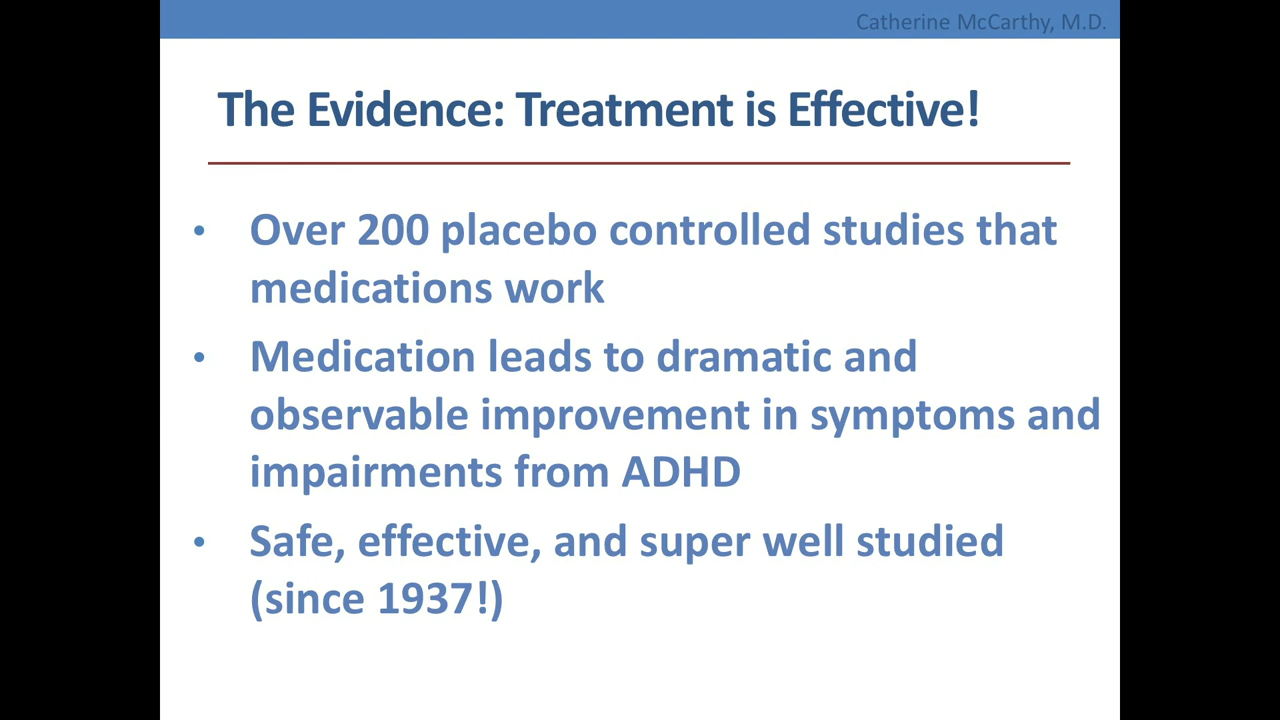 Catherine McCarthy, M.D.
The Evidence: Treatment is Effective!
• Over 200 placebo controlled studies that
medications work
• Medication leads to dramatic and
observable improvement in symptoms and
impairments from ADHD
• Safe, effective, and super well studied
(since 1937!)